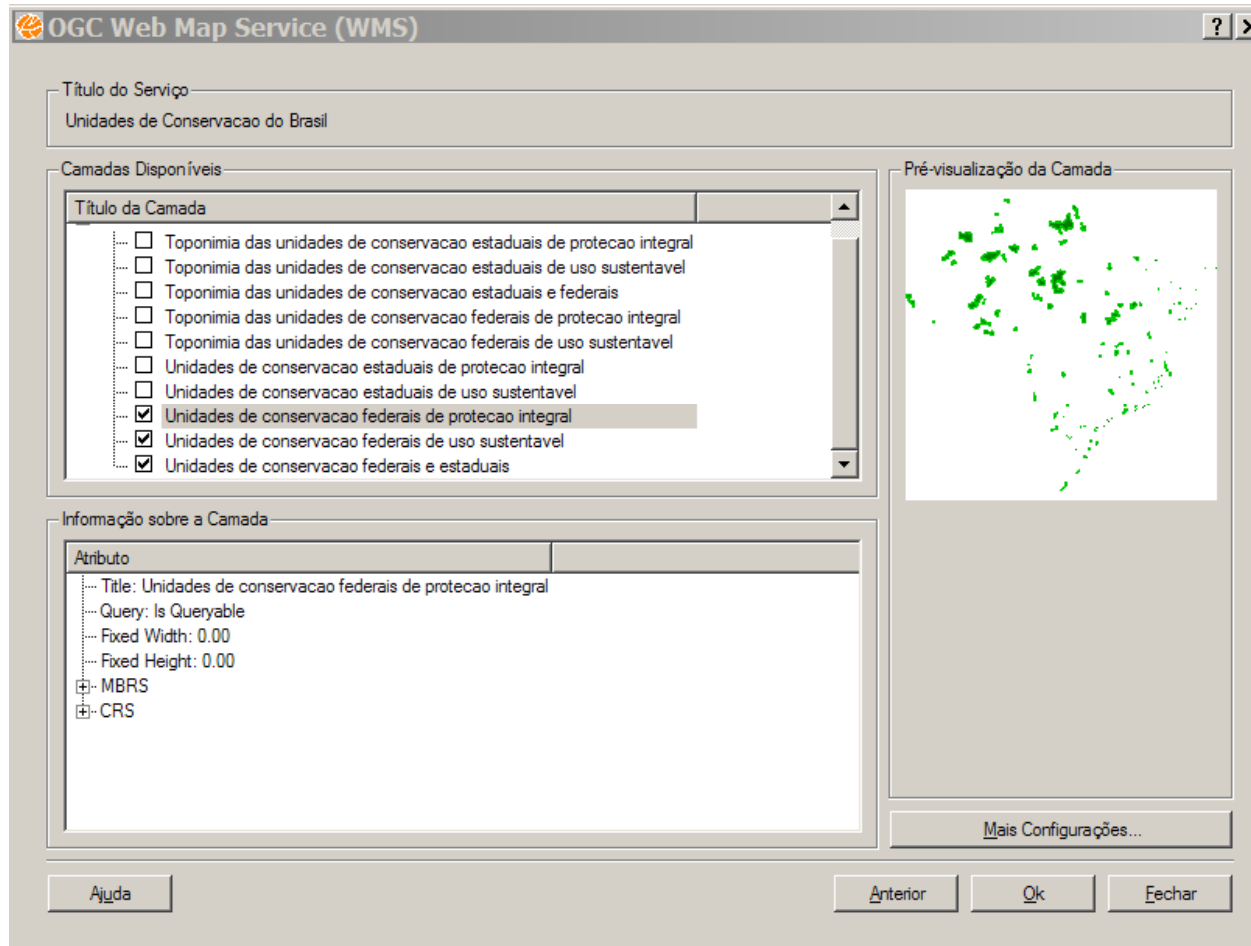 OGC Web Map Service (WMS)
Título do Serviço
Unidades de Conservacao do Brasil
Camadas Disponíveis
Título da Camada
Toponimia das unidades de conservacao estaduais de protecao integral
Toponimia das unidades de conservacao estaduais de uso sustentavel
Toponimia das unidades de conservacao estaduais e federais
Toponimia das unidades de conservacao federais de protecao integral
Toponimia das unidades de conservacao federais de uso sustentavel
Unidades de conservacao estaduais de protecao integral
Unidades de conservacao estaduais de uso sustentavel
Unidades de conservacao federais de protecao integral
Unidades de conservacao federais de uso sustentavel
Unidades de conservacao federais e estaduais
Pré-visualização da Camada
Informação sobre a Camada
Atributo
Title: Unidades de conservacao federais de protecao integral
Query: Is Queryable
Fixed Width: 0.00
Fixed Height: 0.00
MBRS
CRS
Mais Configurações...
Ajuda
Anterior
Ok
Fechar